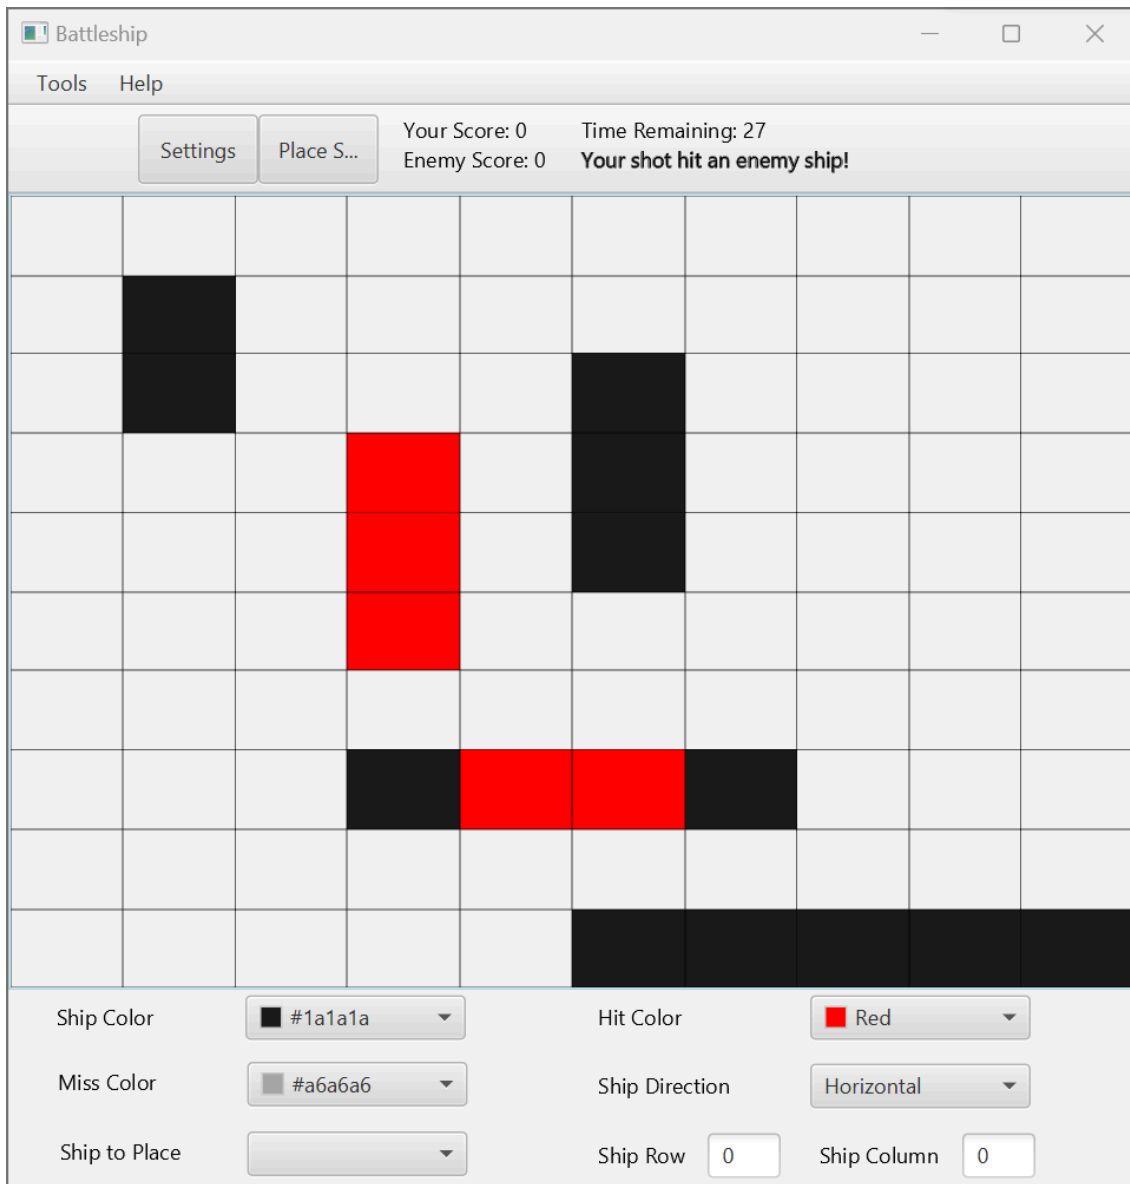 Battleship
Tools Help
Settings Place S...
Your Score: 0 Time Remaining: 27
Enemy Score: 0 Your shot hit an enemy ship!
Ship Color #1a1a1a Hit Color Red
Miss Color #a6a6a6 Ship Direction Horizontal
Ship to Place Ship Row 0 Ship Column 0